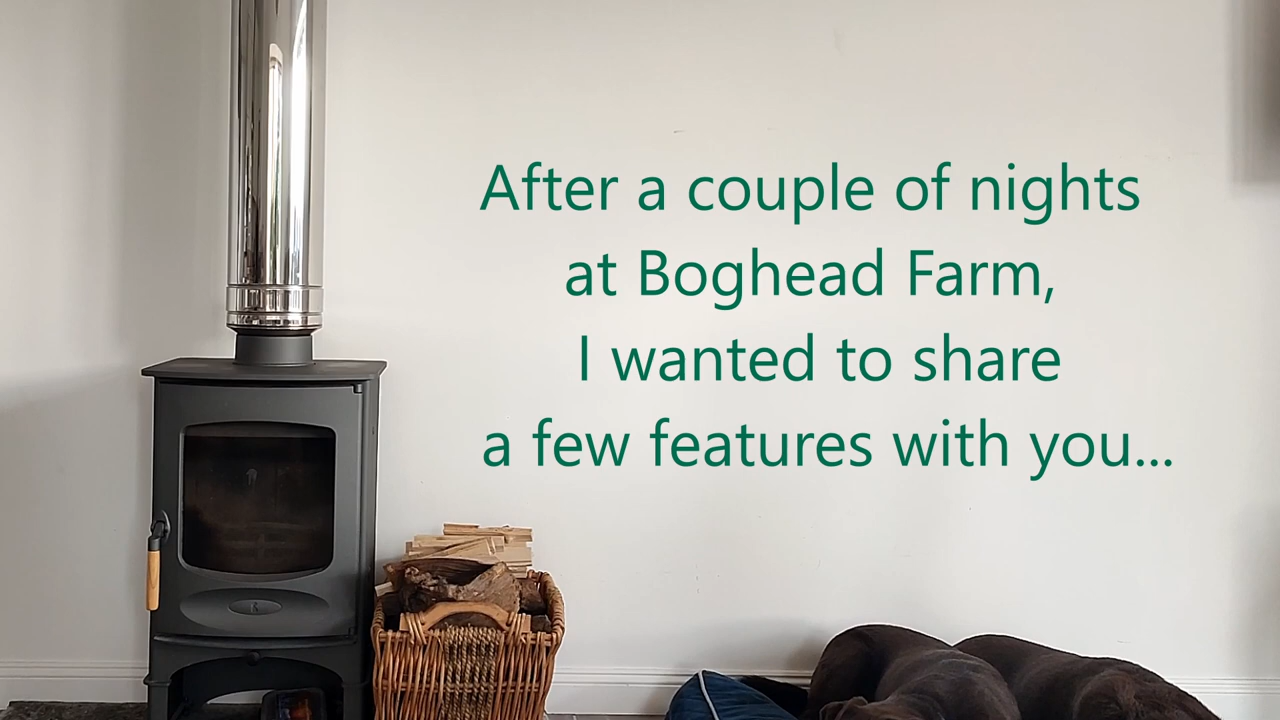 After a couple of nights
at Boghead Farm,
I wanted to share
a few features with you...